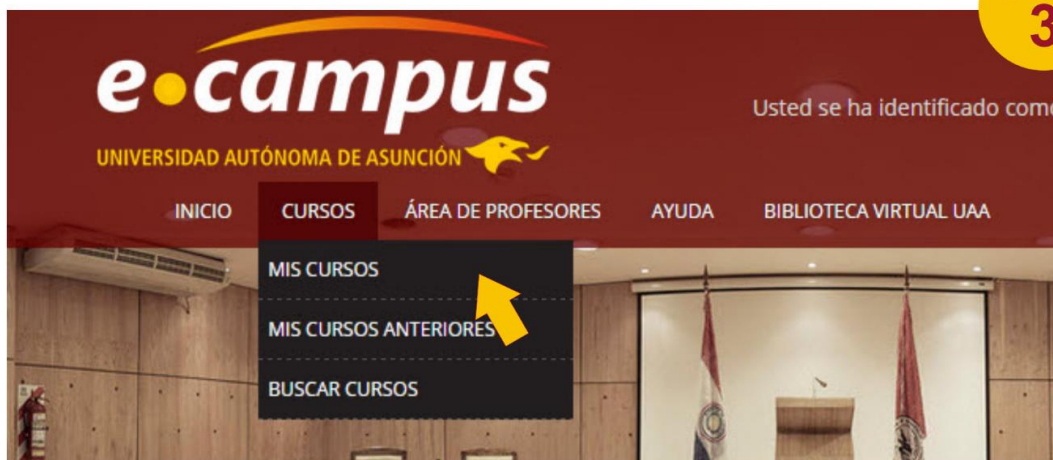 3
e•campus
Usted se ha identificado como
UNIVERSIDAD AUTÓNOMA DE ASUNCIÓN
INICIO CURSOS ÁREA DE PROFESORES AYUDA BIBLIOTECA VIRTUAL UAA
MIS CURSOS
MIS CURSOS ANTERIORES
BUSCAR CURSOS